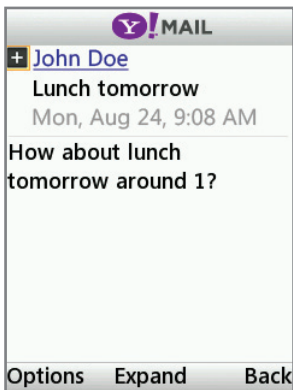 Y! MAIL
+ John Doe
Lunch tomorrow
Mon, Aug 24, 9:08 AM
How about lunch
tomorrow around 1?
Options Expand Back